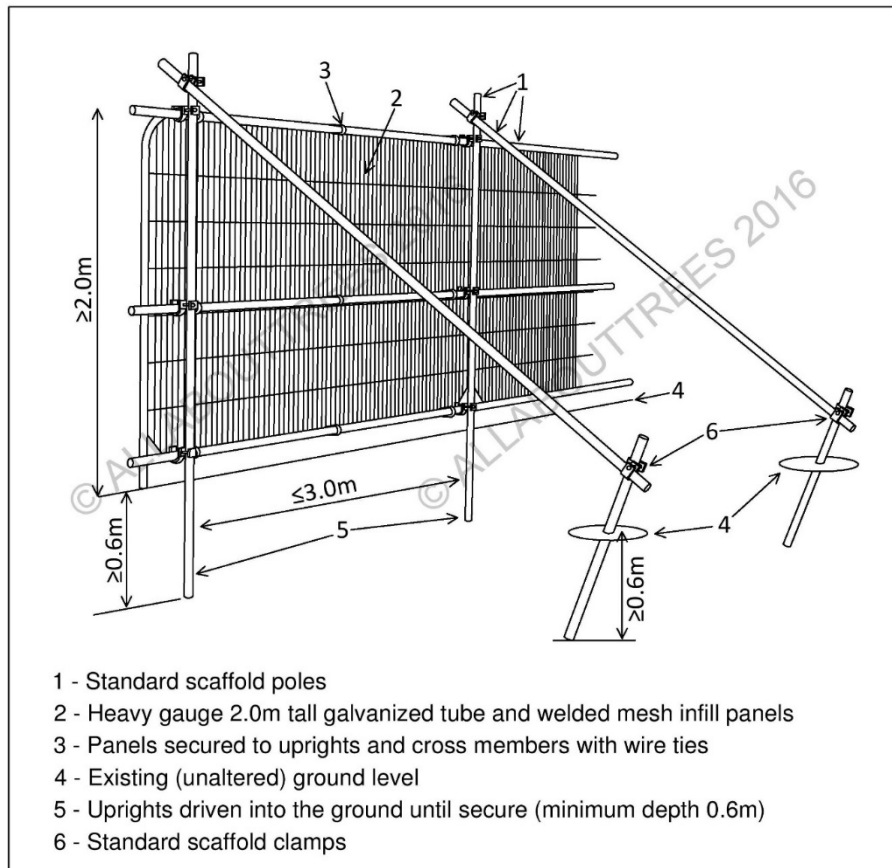 3
1
2
≥2.0m
4
6
≤3.0m
5
4
≥0.6m
≥0.6m
© ALLABOUTTREES 2016
© ALLABOUTTREES 2016
1 - Standard scaffold poles
2 - Heavy gauge 2.0m tall galvanized tube and welded mesh infill panels
3 - Panels secured to uprights and cross members with wire ties
4 - Existing (unaltered) ground level
5 - Uprights driven into the ground until secure (minimum depth 0.6m)
6 - Standard scaffold clamps